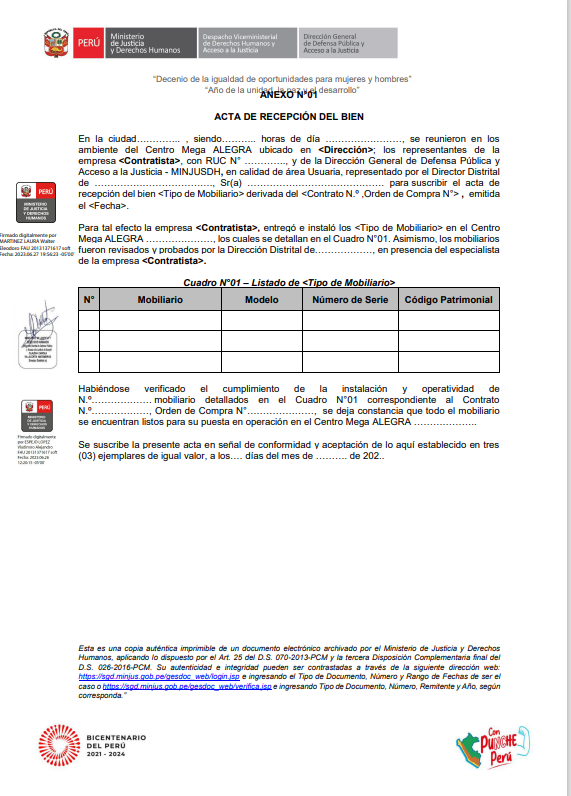 PERÚ
Ministerio
de Justicia
y Derechos Humanos
Despacho Viceministerial
de Derechos Humanos y
Acceso a la Justicia
Dirección General
de Defensa Pública y
Acceso a la Justicia
“Decenio de la igualdad de oportunidades para mujeres y hombres”
“Año de la unidad, la paz y el desarrollo”
ANEXO N°01
ACTA DE RECEPCIÓN DEL BIEN
En la ciudad………….. , siendo………. horas de día …………………, se reunieron en los
ambiente del Centro Mega ALEGRA ubicado en <Dirección>; los representantes de la
empresa <Contratista>, con RUC N° …………., y de la Dirección General de Defensa Pública y
Acceso a la Justicia - MINJUSDH, en calidad de área Usuaria, representado por el Director Distrital
de ……………………………, Sr(a) ………………………………… para suscribir el acta de
recepción del bien <Tipo de Mobiliario> derivada del <Contrato N.º ,Orden de Compra N°> , emitida
el <Fecha>.
Para tal efecto la empresa <Contratista>, entregó e instaló los <Tipo de Mobiliario> en el Centro
Mega ALEGRA …………………, los cuales se detallan en el Cuadro N°01. Asimismo, los mobiliarios
fueron revisados y probados por la Dirección Distrital de………………, en presencia del especialista
de la empresa <Contratista>.
Cuadro N°01 – Listado de <Tipo de Mobiliario>
N° Mobiliario Modelo Número de Serie Código Patrimonial
Habiéndose verificado el cumplimiento de la instalación y operatividad de
N.º………………. mobiliario detallados en el Cuadro N°01 correspondiente al Contrato
N.º………………, Orden de Compra N°…………………, se deja constancia que todo el mobiliario
se encuentran listos para su puesta en operación en el Centro Mega ALEGRA ………………..
Se suscribe la presente acta en señal de conformidad y aceptación de lo aquí establecido en tres
(03) ejemplares de igual valor, a los…. días del mes de ………. de 202..
PERÚ
MINISTERIO
DE JUSTICIA
Y DERECHOS
HUMANOS
Firmado digitalmente por
MARTINEZ LAURA Walter
Eleodoro FAU 20131371617 soft
Fecha: 2023.06.27 19:56:23 -05'00'
PERÚ
MINISTERIO
DE JUSTICIA
Y DERECHOS
HUMANOS
Firmado digitalmente
por ESPEJO LOPEZ
Vladimiro Alejandro
FAU 20131371617 soft
Fecha: 2023.06.26
12:20:31 -05'00'
Esta es una copia auténtica imprimible de un documento electrónico archivado por el Ministerio de Justicia y Derechos
Humanos, aplicando lo dispuesto por el Art. 25 del D.S. 070-2013-PCM y la tercera Disposición Complementaria final del
D.S. 026-2016-PCM. Su autenticidad e integridad pueden ser contrastadas a través de la siguiente dirección web:
https://sgd.minjus.gob.pe/gesdoc_web/login.jsp e ingresando el Tipo de Documento, Número y Rango de Fechas de ser el
caso o https://sgd.minjus.gob.pe/gesdoc_web/verifica.jsp e ingresando Tipo de Documento, Número, Remitente y Año, según
corresponda.”
BICENTENARIO
DEL PERÚ
2021 - 2024
Con
PUNCHE
Perú